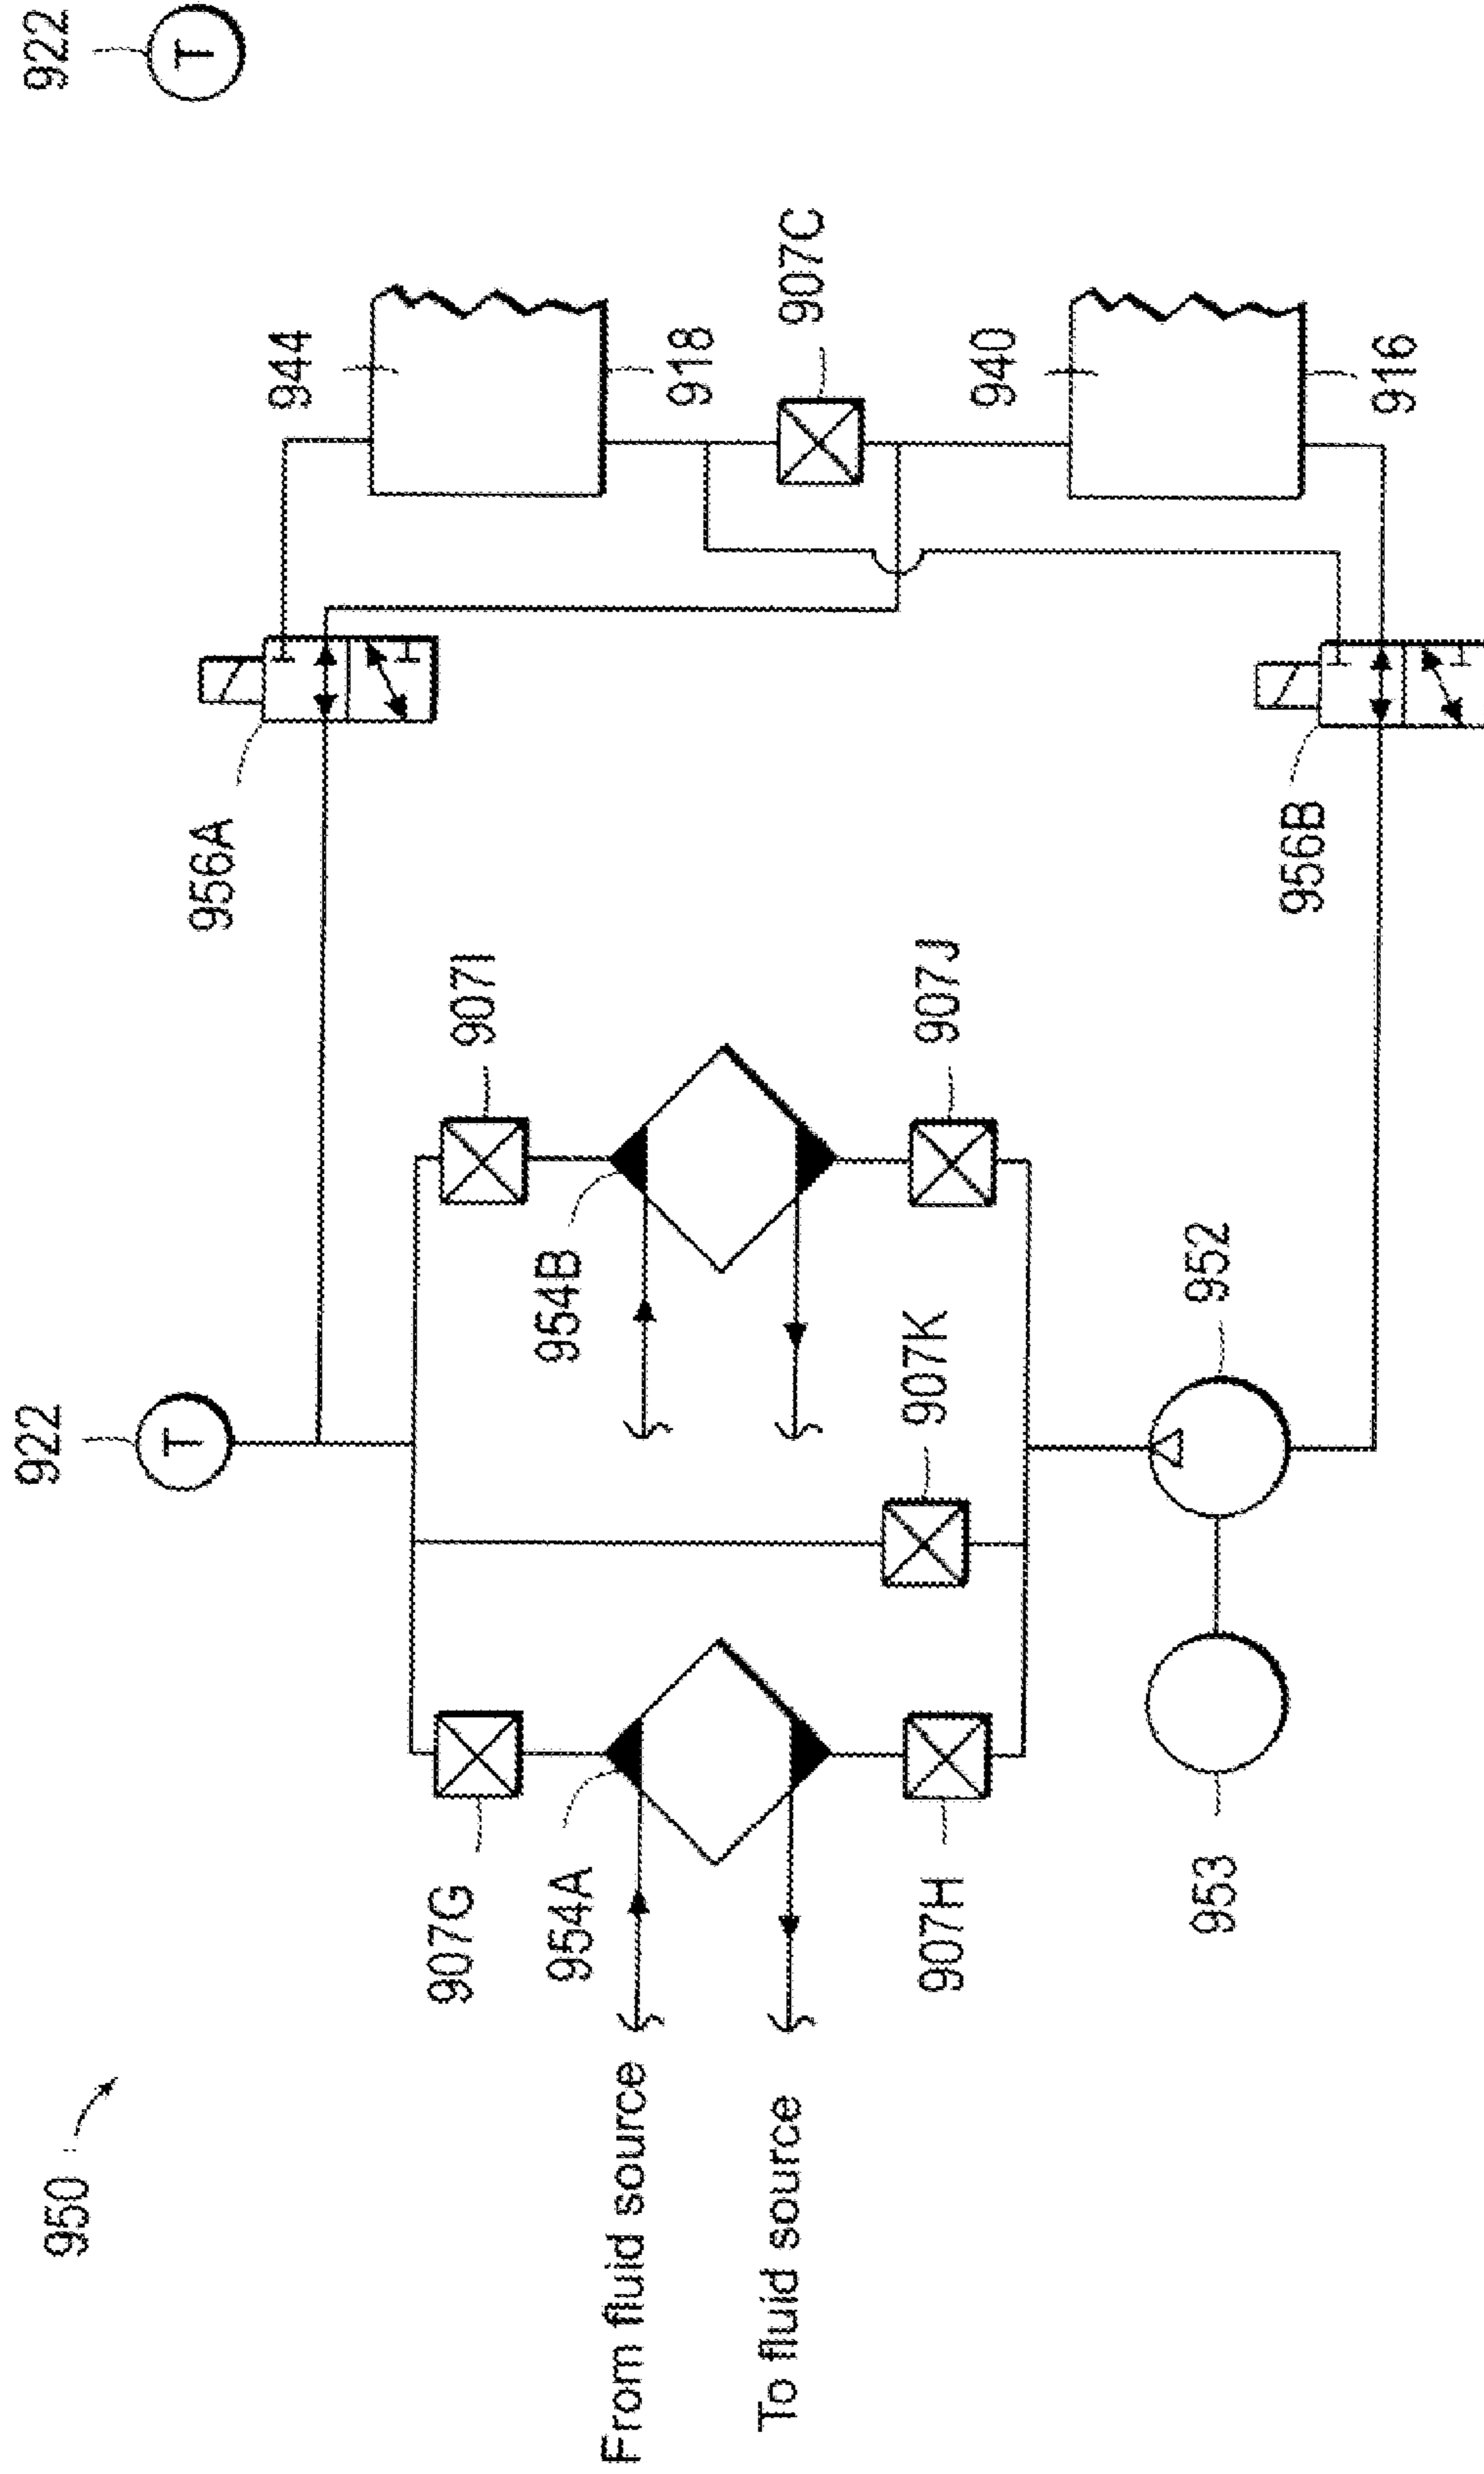 950
922
T
922
T
956A
944
918
907C
940
916
956B
907I
907J
954B
907K
952
907G
954A
907H
953
From fluid source
To fluid source